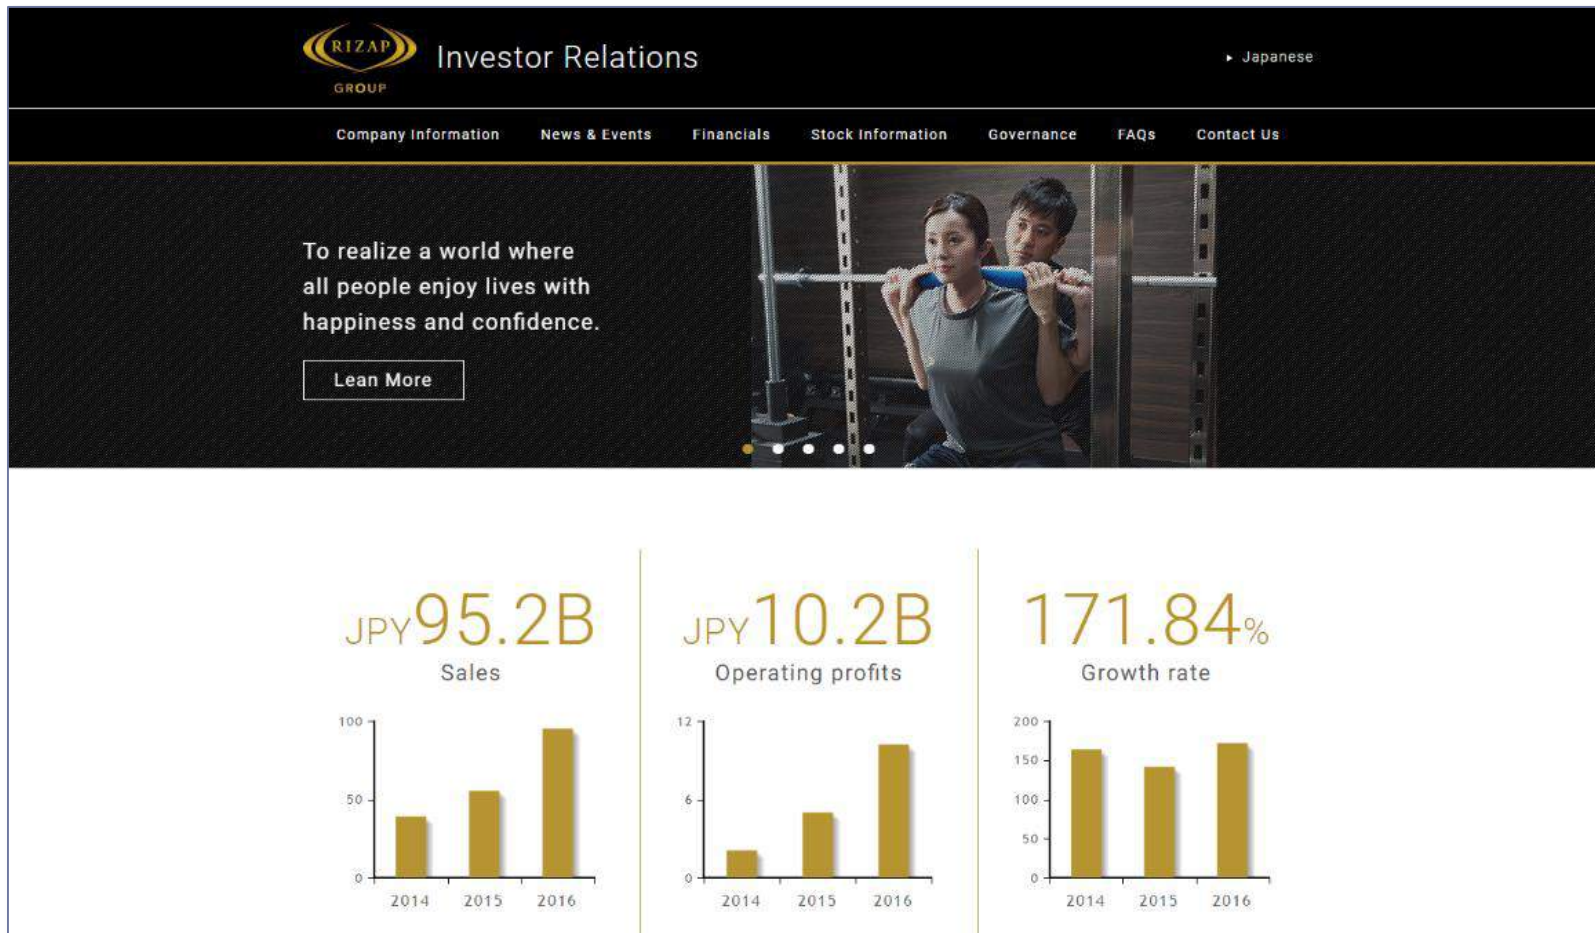 RIZAP
GROUP
Investor Relations
Japanese
Company Information News & Events Financials Stock Information Governance FAQs Contact Us
To realize a world where
all people enjoy lives with
happiness and confidence.
Lean More
JPY95.2B
Sales
100
50
0
2014 2015 2016
JPY10.2B
Operating profits
12
6
0
2014 2015 2016
171.84%
Growth rate
200
150
100
50
0
2014 2015 2016